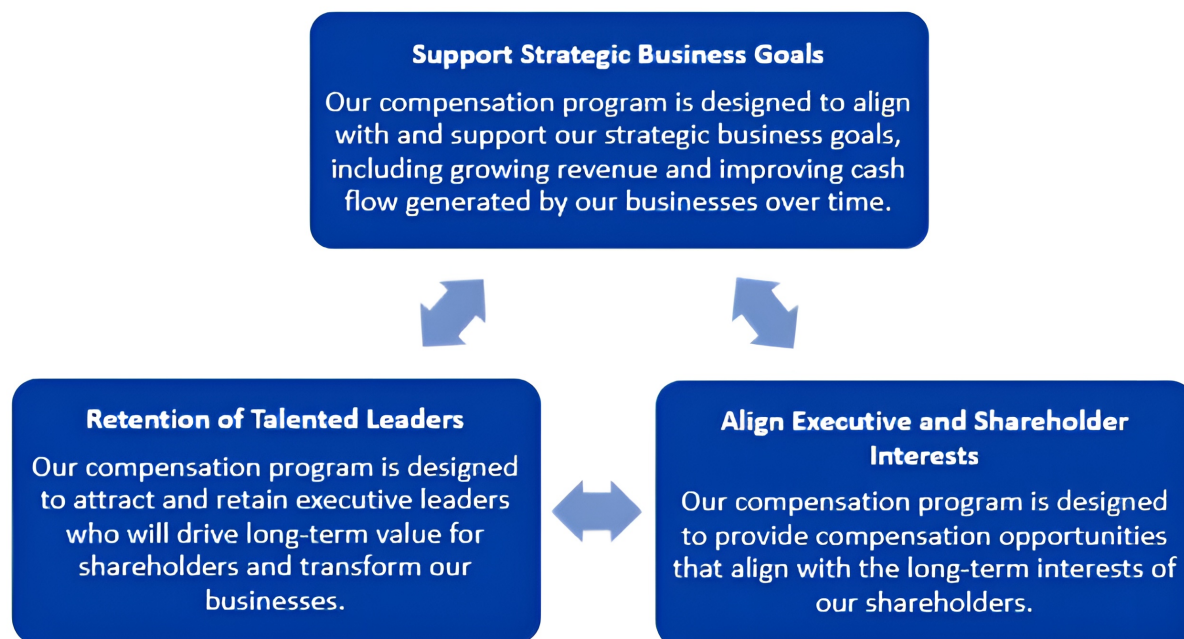 Support Strategic Business Goals
Our compensation program is designed to align
with and support our strategic business goals,
including growing revenue and improving cash
flow generated by our businesses over time.
Retention of Talented Leaders
Our compensation program is designed
to attract and retain executive leaders
who will drive long-term value for
shareholders and transform our
businesses.
Align Executive and Shareholder
Interests
Our compensation program is designed
to provide compensation opportunities
that align with the long-term interests of
our shareholders.